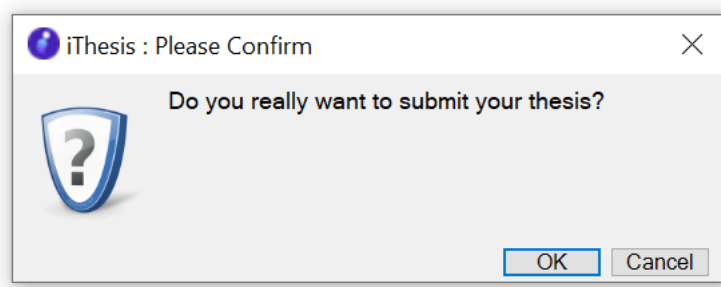 iThesis : Please Confirm
Do you really want to submit your thesis?
?
OK Cancel